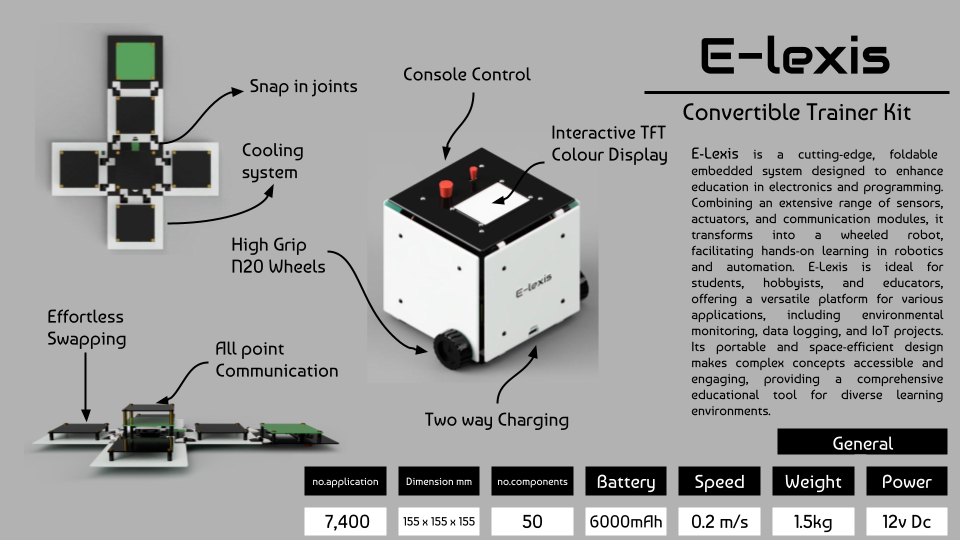 E-lexis
Convertible Trainer Kit
E-Lexis is a cutting-edge, foldable
embedded system designed to enhance
education in electronics and programming.
Combining an extensive range of sensors,
actuators, and communication modules, it
transforms into a wheeled robot,
facilitating hands-on learning in robotics
and automation. E-Lexis is ideal for
students, hobbyists, and educators,
offering a versatile platform for various
applications, including environmental
monitoring, data logging, and IoT projects.
Its portable and space-efficient design
makes complex concepts accessible and
engaging, providing a comprehensive
educational tool for diverse learning
environments.
Snap in joints
Cooling
system
Console Control
Interactive TFT
Colour Display
High Grip
N20 Wheels
E-lexis
Effortless
Swapping
All point
Communication
Two way Charging
General
no.application
Dimension mm
no.components
Battery
Speed
Weight
Power
7,400
155 x 155 x 155
50
6000mAh
0.2 m/s
1.5kg
12v Dc